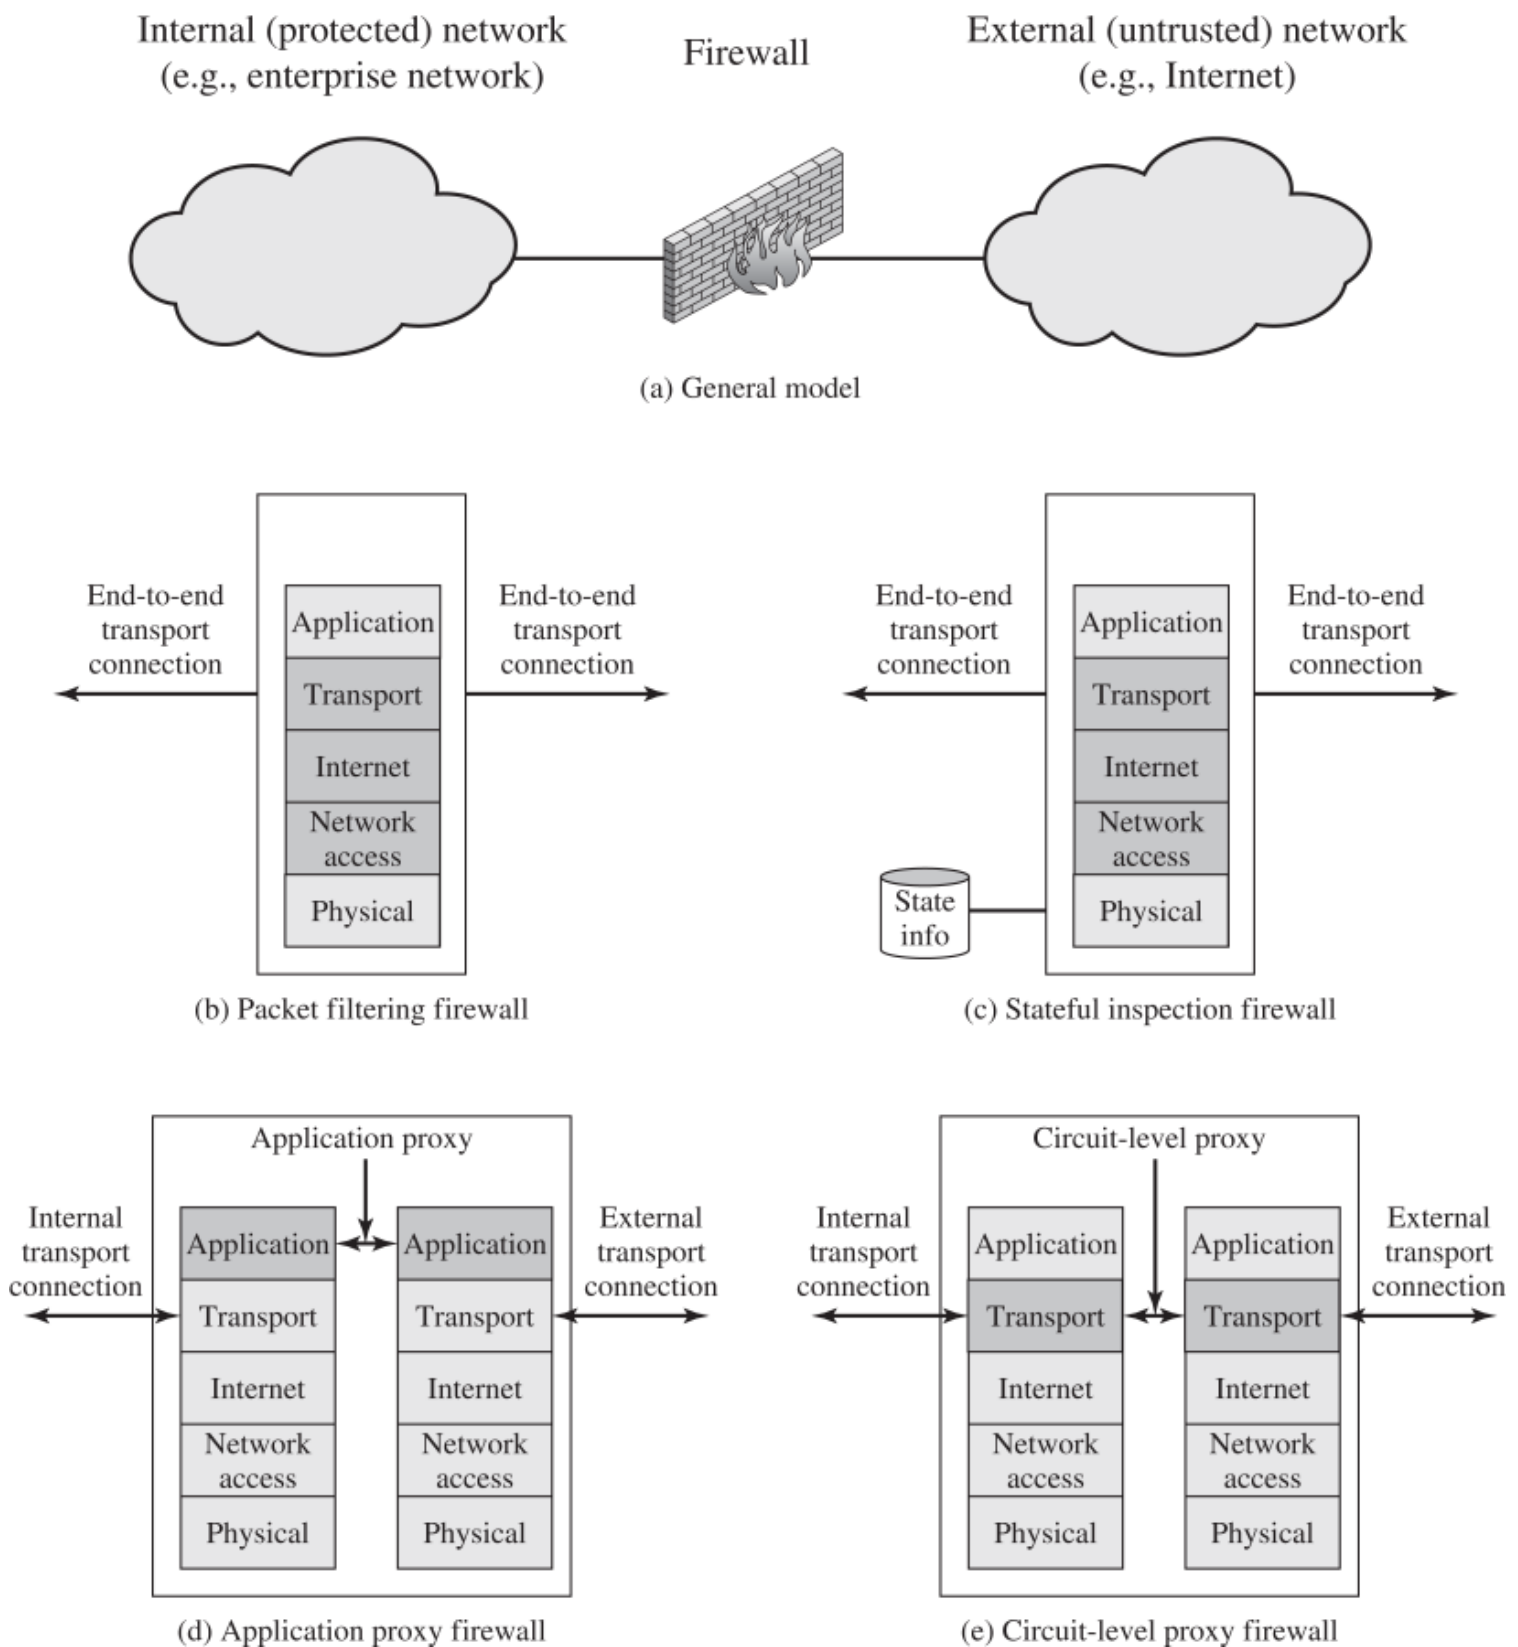 Internal (protected) network
(e.g., enterprise network)
Firewall
External (untrusted) network
(e.g., Internet)
(a) General model
End-to-end
transport
connection
Application
Transport
Internet
Network
access
Physical
End-to-end
transport
connection
(b) Packet filtering firewall
End-to-end
transport
connection
Application
Transport
Internet
Network
access
Physical
End-to-end
transport
connection
State
info
(c) Stateful inspection firewall
Application proxy
Internal
transport
connection
Application
Transport
Internet
Network
access
Physical
Application
Transport
Internet
Network
access
Physical
External
transport
connection
(d) Application proxy firewall
Circuit-level proxy
Internal
transport
connection
Application
Transport
Internet
Network
access
Physical
Application
Transport
Internet
Network
access
Physical
External
transport
connection
(e) Circuit-level proxy firewall